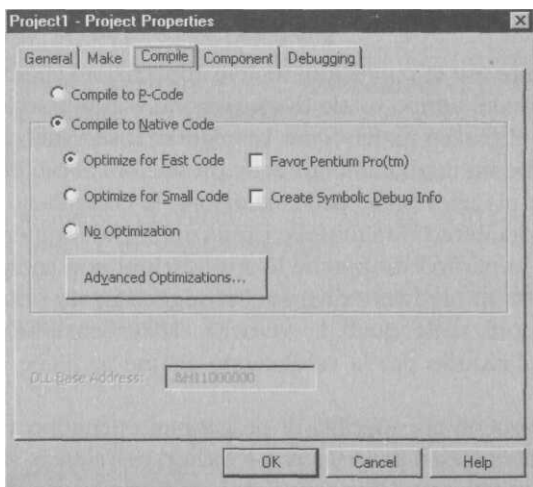 Project1 - Project Properties
General Make Compile Component Debugging
Compile to P-Code
Compile to Native Code
Optimize for Fast Code Favor Pentium Pro(tm)
Optimize for Small Code Create Symbolic Debug Info
No Optimization
Advanced Optimizations...
DLL Base Address: &H11000000
OK Cancel Help